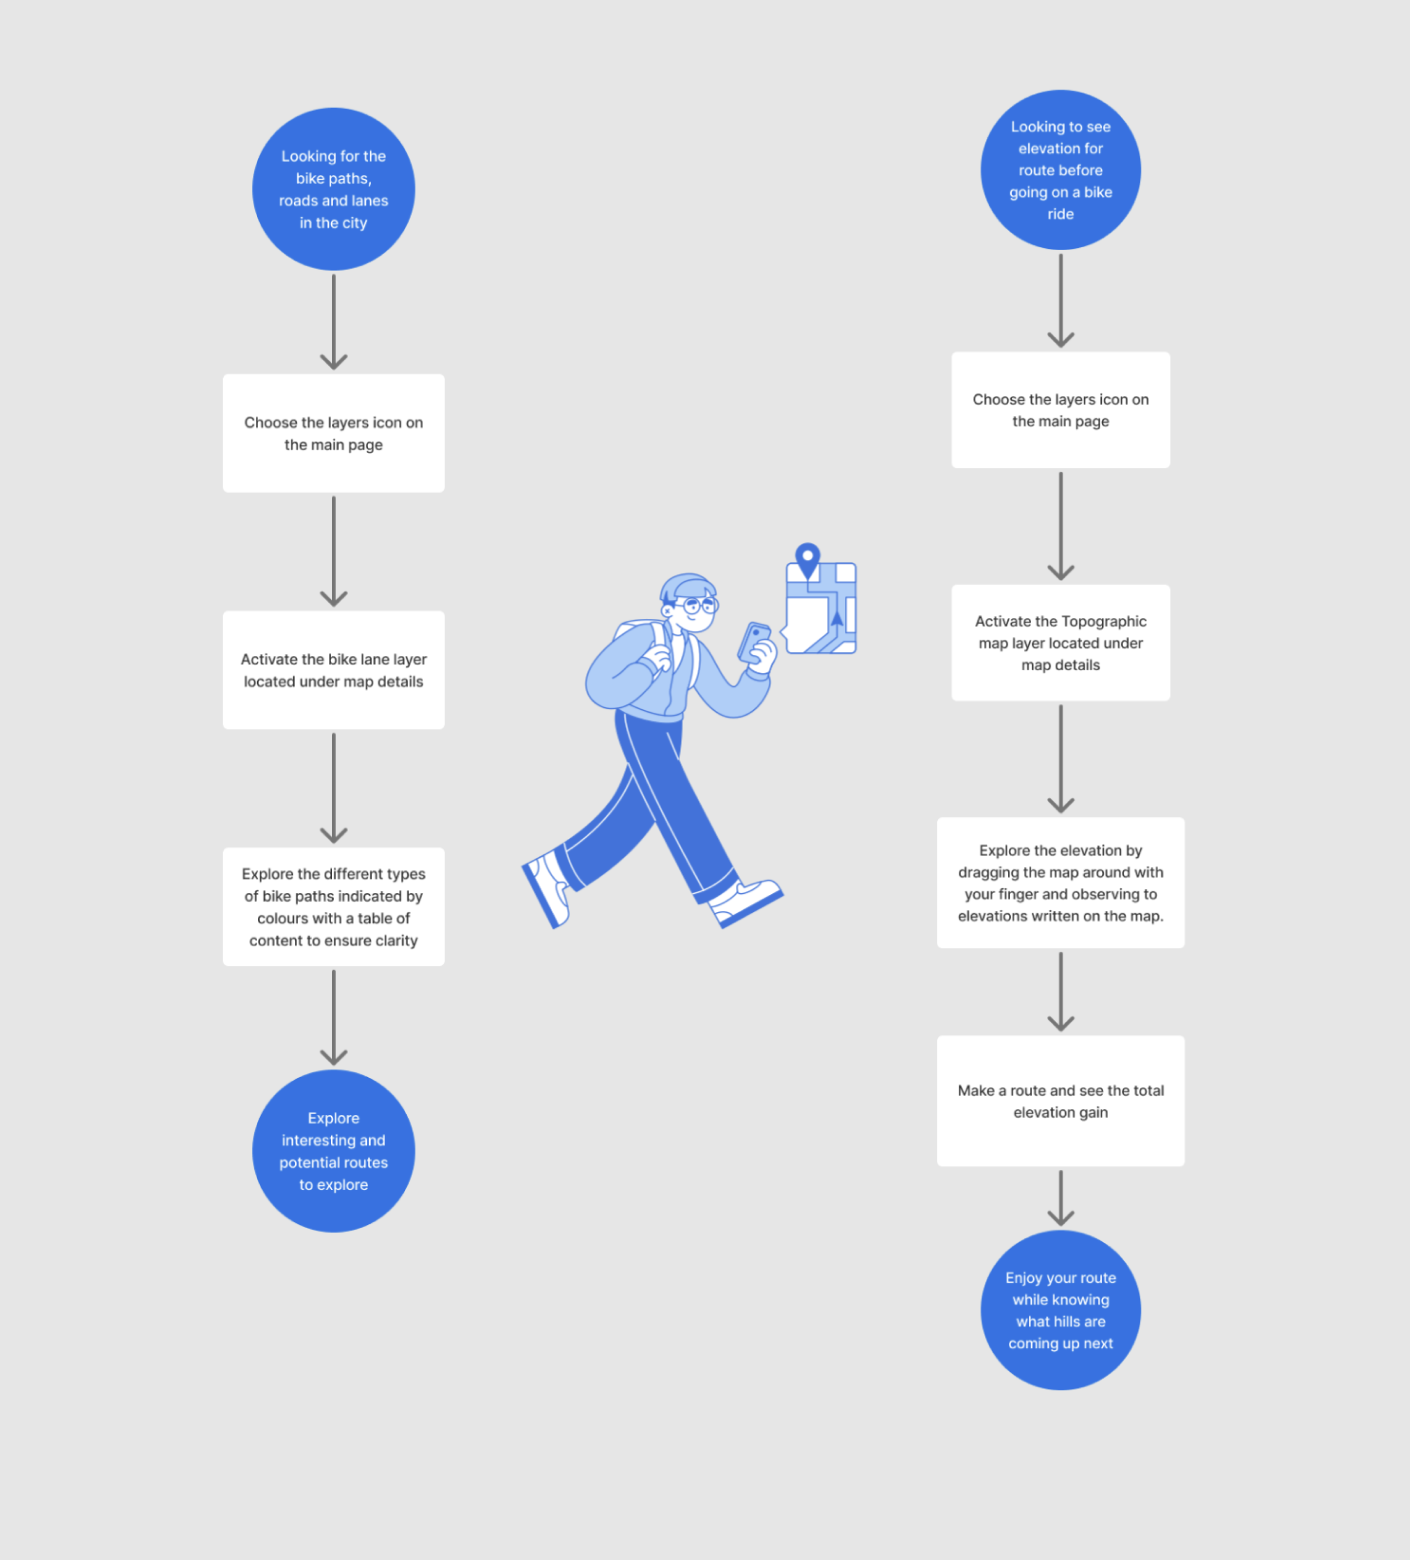 Looking for the
bike paths,
roads and lanes
in the city
Choose the layers icon on
the main page
Activate the bike lane layer
located under map details
Explore the different types
of bike paths indicated by
colours with a table of
content to ensure clarity
Explore
interesting and
potential routes
to explore
Looking to see
elevation for
route before
going on a bike
ride
Choose the layers icon on
the main page
Activate the Topographic
map layer located under
map details
Explore the elevation by
dragging the map around with
your finger and observing to
elevations written on the map.
Make a route and see the total
elevation gain
Enjoy your route
while knowing
what hills are
coming up next